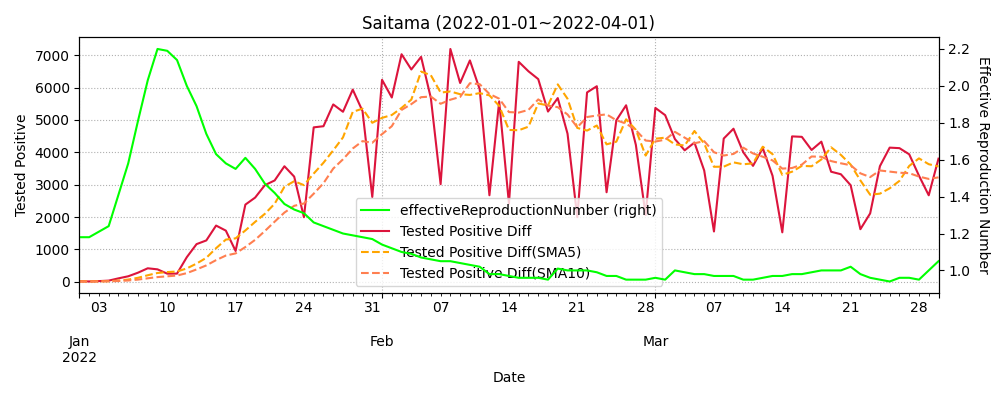 Saitama (2022-01-01~2022-04-01)
Tested Positive
7000
6000
5000
4000
3000
2000
1000
0
2.2
2.0
1.8
1.6
1.4
1.2
1.0
Effective Reproduction Number
effectiveReproductionNumber (right)
Tested Positive Diff
Tested Positive Diff(SMA5)
Tested Positive Diff(SMA10)
03 10 17 24 31 07 14 21 28 07 14 21 28
Jan Feb Mar
2022
Date